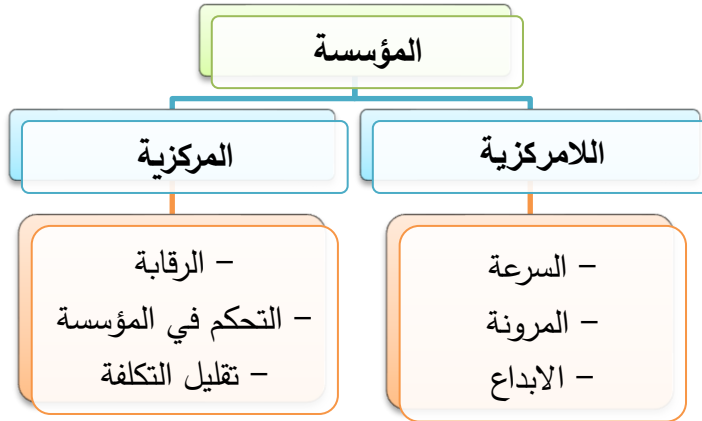 المؤسسة
اللامركزية
- السرعة
- المرونة
- الابداع
المركزية
- الرقابة
- التحكم في المؤسسة
- تقليل التكلفة